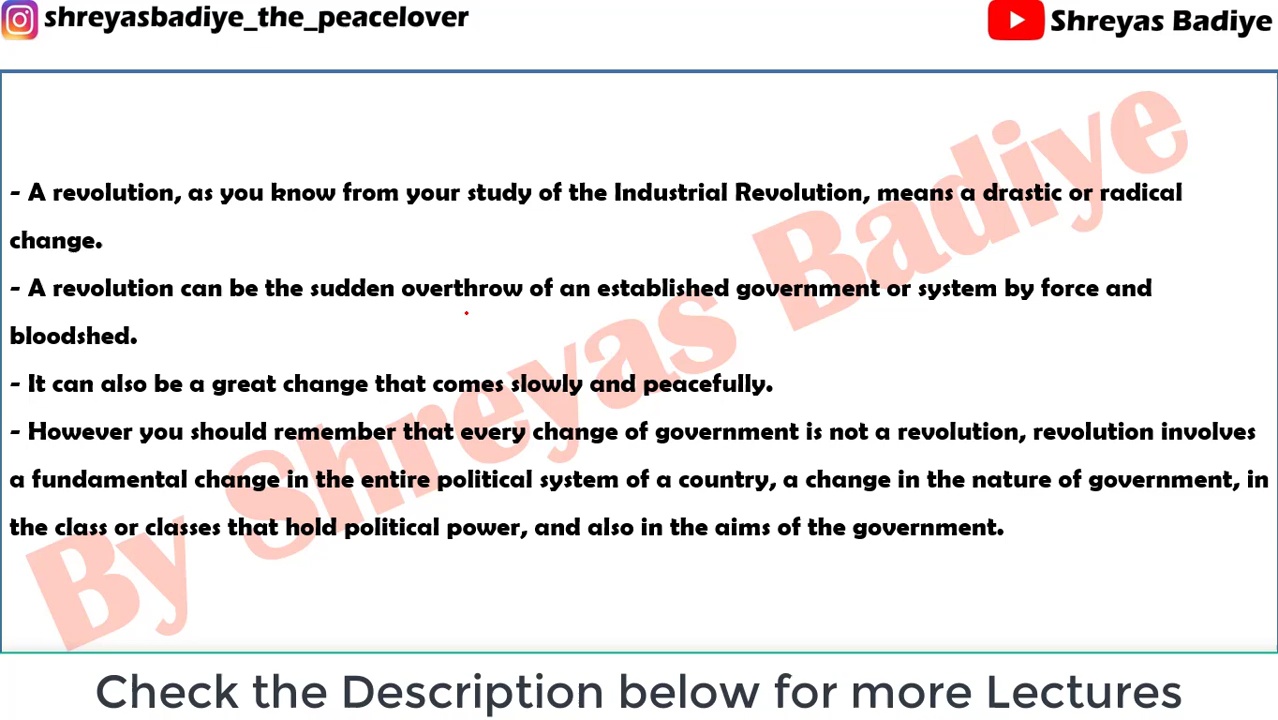 shreyasbadiye_the_peacelover
Shreyas Badiye
- A revolution, as you know from your study of the Industrial Revolution, means a drastic or radical
change.
- A revolution can be the sudden overthrow of an established government or system by force and
bloodshed.
- It can also be a great change that comes slowly and peacefully.
- However you should remember that every change of government is not a revolution, revolution involves
a fundamental change in the entire political system of a country, a change in the nature of government, in
the class or classes that hold political power, and also in the aims of the government.
By Shreyas Badiye
Check the Description below for more Lectures